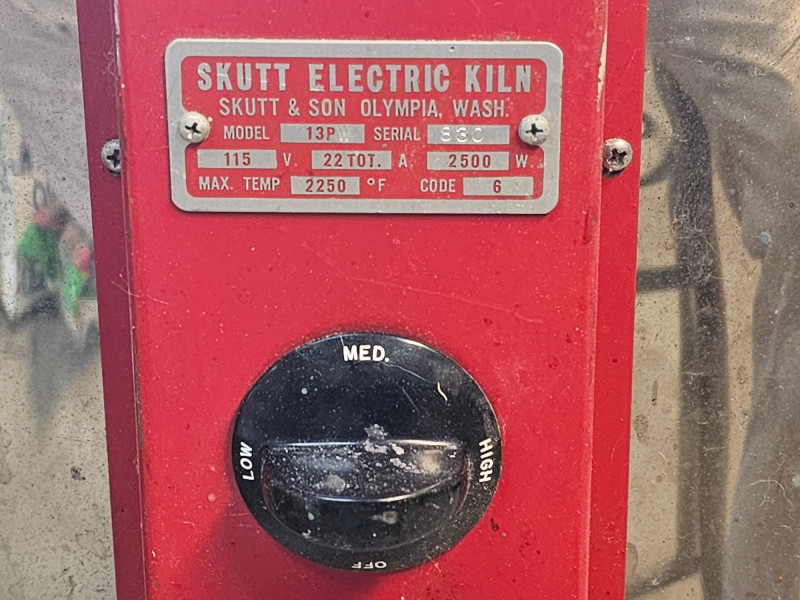 SKUTT ELECTRIC KILN
SKUTT & SON OLYMPIA, WASH.
MODEL 13PV SERIAL 830
115 V. 22 TOT. A. 2500 W.
MAX. TEMP 2250 °F CODE 6
MED.
LOW HIGH
OFF